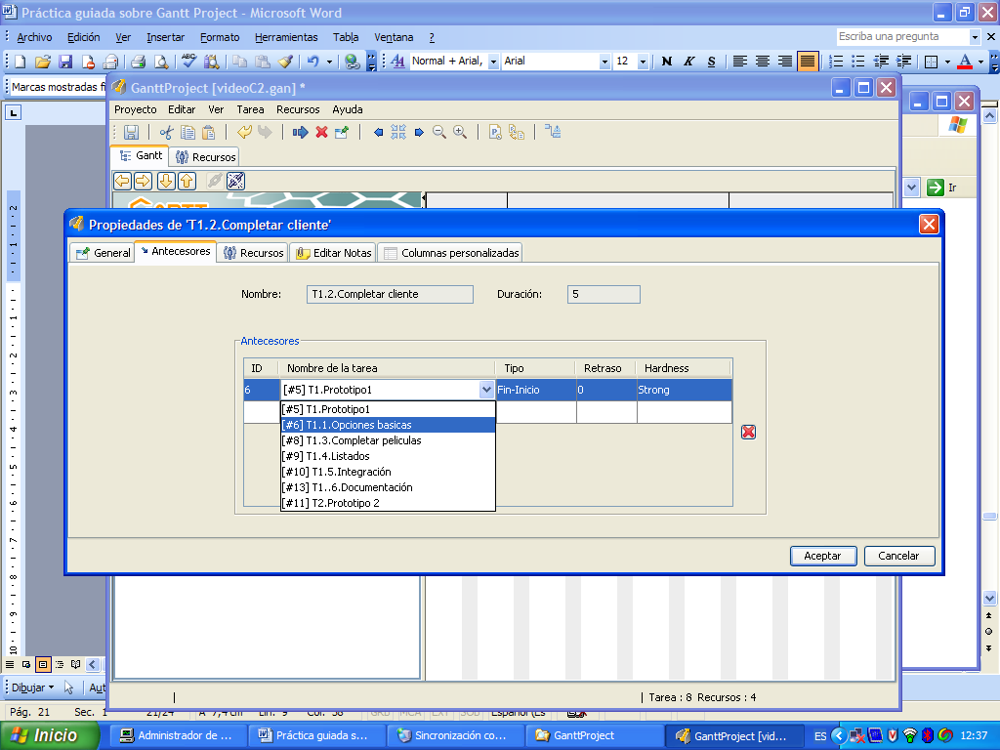 Práctica guiada sobre Gantt Project - Microsoft Word
Archivo Edición Ver Insertar Formato Herramientas Tabla Ventana ? Escriba una pregunta
Normal + Arial, Arial 12 N K S
Marcas mostradas fi
GanttProject [videoC2.gan] *
Proyecto Editar Ver Tarea Recursos Ayuda
Gantt Recursos
Ir
Propiedades de 'T1.2.Completar cliente'
General Antecesores Recursos Editar Notas Columnas personalizadas
Nombre: T1.2.Completar cliente Duración: 5
Antecesores
ID Nombre de la tarea Tipo Retraso Hardness
6 [#5] T1.Prototipo1 Fin-Inicio 0 Strong
[#5] T1.Prototipo1
[#6] T1.1.Opciones basicas
[#8] T1.3.Completar peliculas
[#9] T1.4.Listados
[#10] T1.5.Integración
[#13] T1..6.Documentación
[#11] T2.Prototipo 2
Aceptar Cancelar
Dibujar Aut
Tarea : 8 Recursos : 4
Pág. 21 Sec. 1 21/24 A 7,4 cm Lín. 9 Col. 38 GRB MCA EXT SOB Español (Es
Inicio Administrador de ... Práctica guiada s... Sincronización co... GanttProject GanttProject [vid... ES 12:37